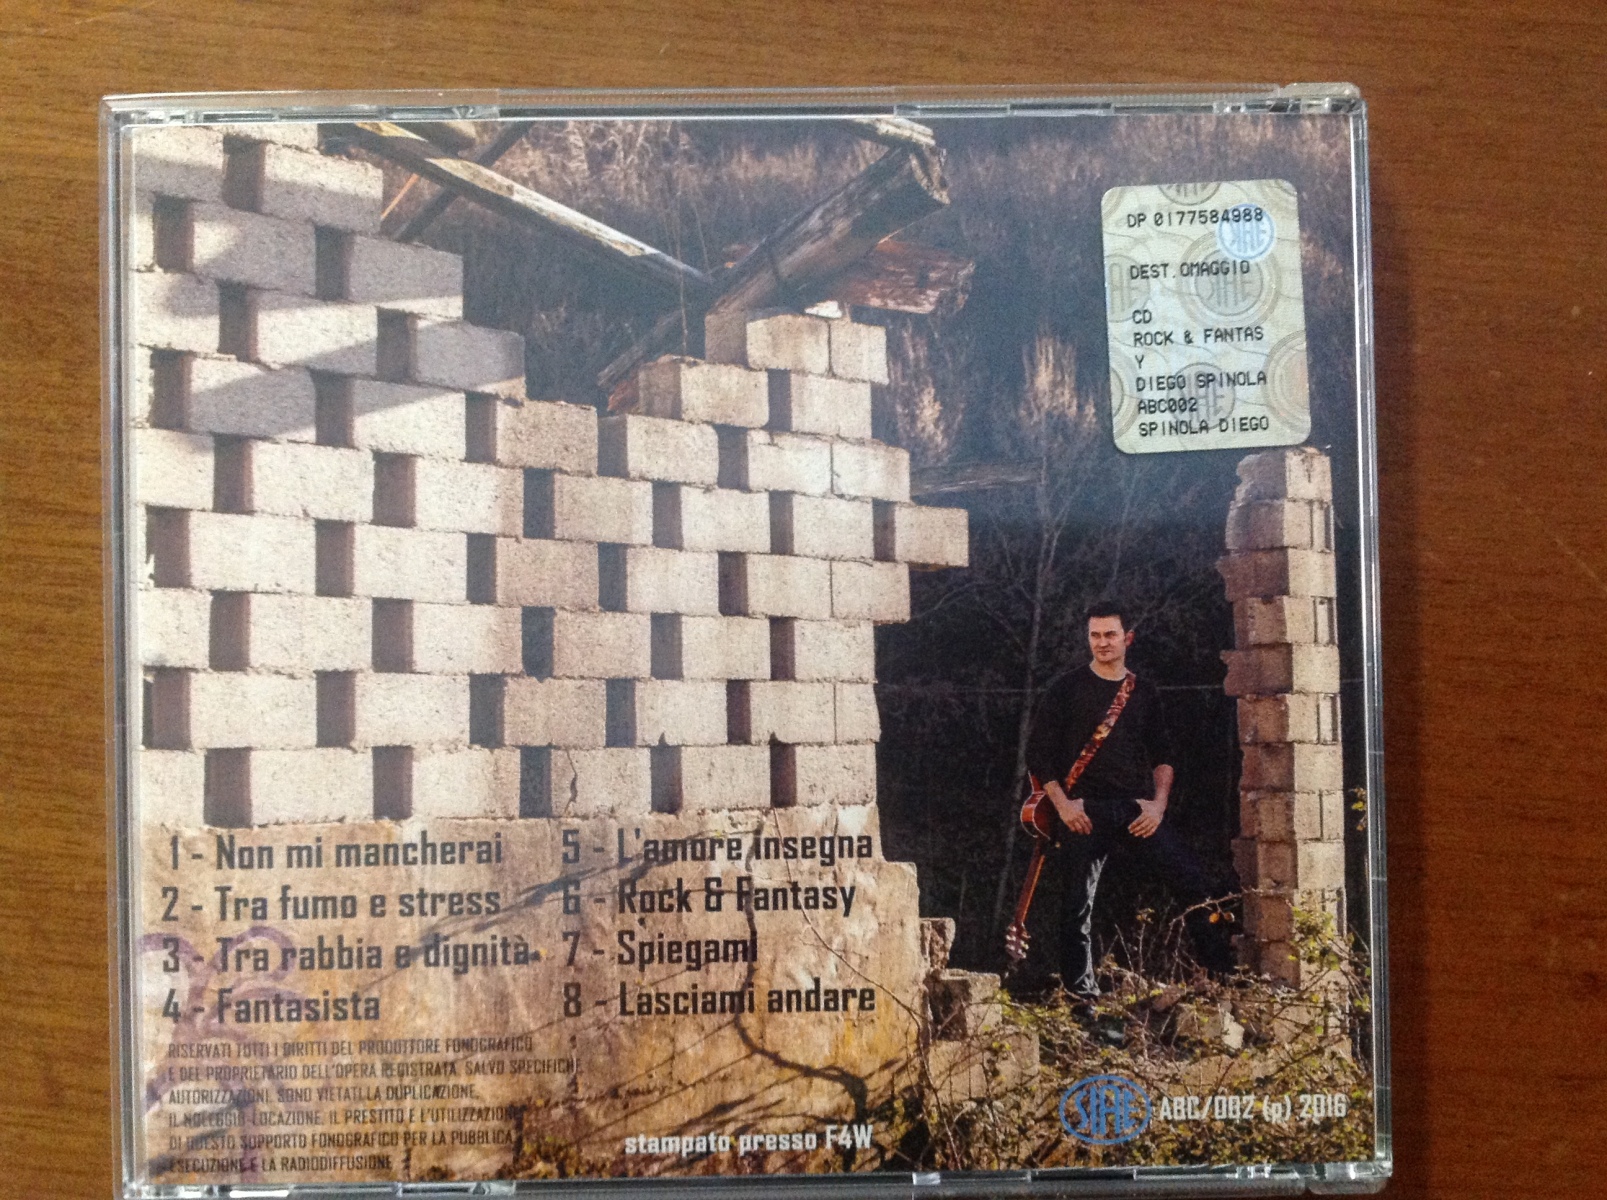 DP 0177584988
DEST.OMAGGIO
CD
ROCK & FANTAS
Y
DIEGO SPINOLA
ABC002
SPINOLA DIEGO
1 - Non mi mancherai
2 - Tra fumo e stress
3 - Tra rabbia e dignità
4 - Fantasista
5 - L'amore insegna
6 - Rock & Fantasy
7 - Spiegami
8 - Lasciami andare
RISERVATI TUTTI I DIRITTI DEL PRODUTTORE FONOGRAFICO
E DEL PROPRIETARIO DELL'OPERA REGISTRATA. SALVO SPECIFICHE
AUTORIZZAZIONI, SONO VIETATI LA DUPLICAZIONE,
IL NOLEGGIO-LOCAZIONE, IL PRESTITO E L'UTILIZZAZIONE
DI QUESTO SUPPORTO FONOGRAFICO PER LA PUBBLICA
ESECUZIONE E LA RADIODIFFUSIONE
stampato presso F4W
SIAE ABC/002 (p) 2016